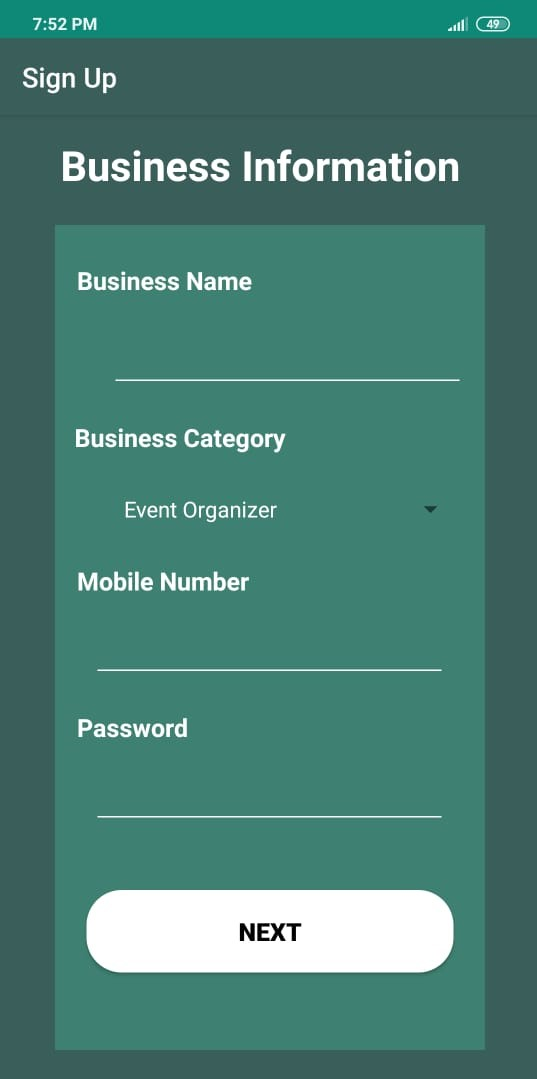 7:52 PM 49
Sign Up
Business Information
Business Name
Business Category
Event Organizer
Mobile Number
Password
NEXT